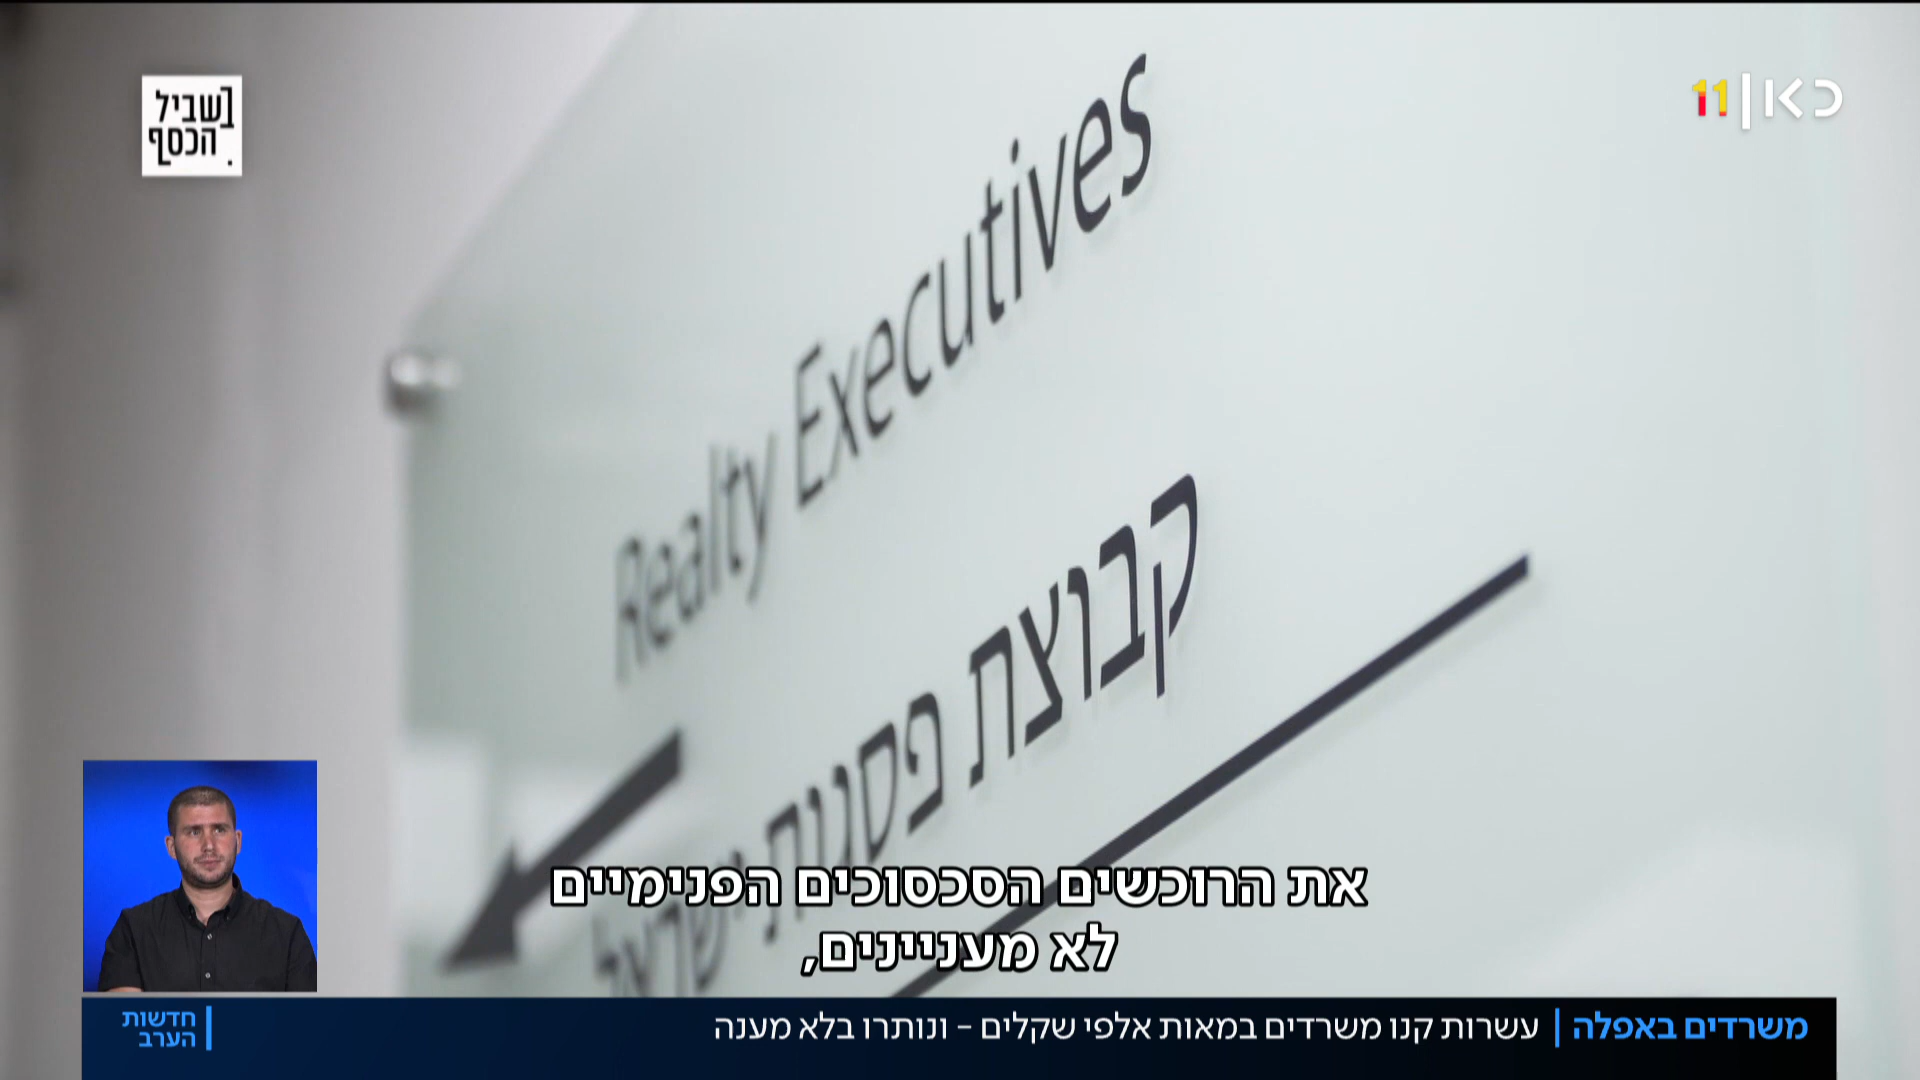 בשביל
הכסף.
כאן|11
Realty Executives
קבוצת פסגות ישראל
את הרוכשים הסכסוכים הפנימיים
לא מעניינים,
משרדים באפלה | עשרות קנו משרדים במאות אלפי שקלים - ונותרו בלא מענה
חדשות
הערב